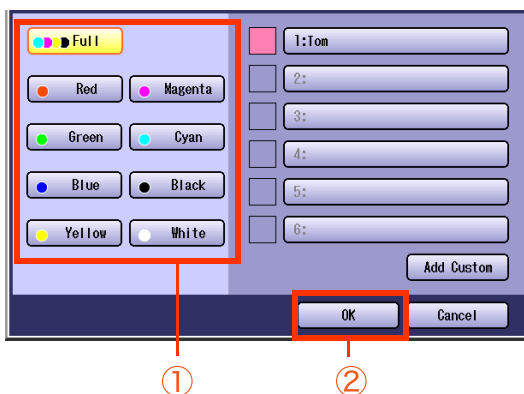 Full
Red
Magenta
Green
Cyan
Blue
Black
Yellow
White
1:Tom
2:
3:
4:
5:
6:
Add Custom
OK
Cancel
①
②